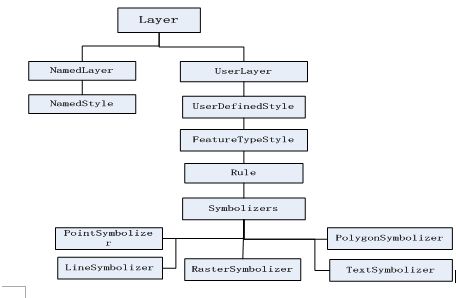 Layer
NamedLayer
UserLayer
NamedStyle
UserDefinedStyle
FeatureTypeStyle
Rule
Symbolizers
PointSymbolize
r
PolygonSymbolizer
LineSymbolizer
RasterSymbolizer
TextSymbolizer